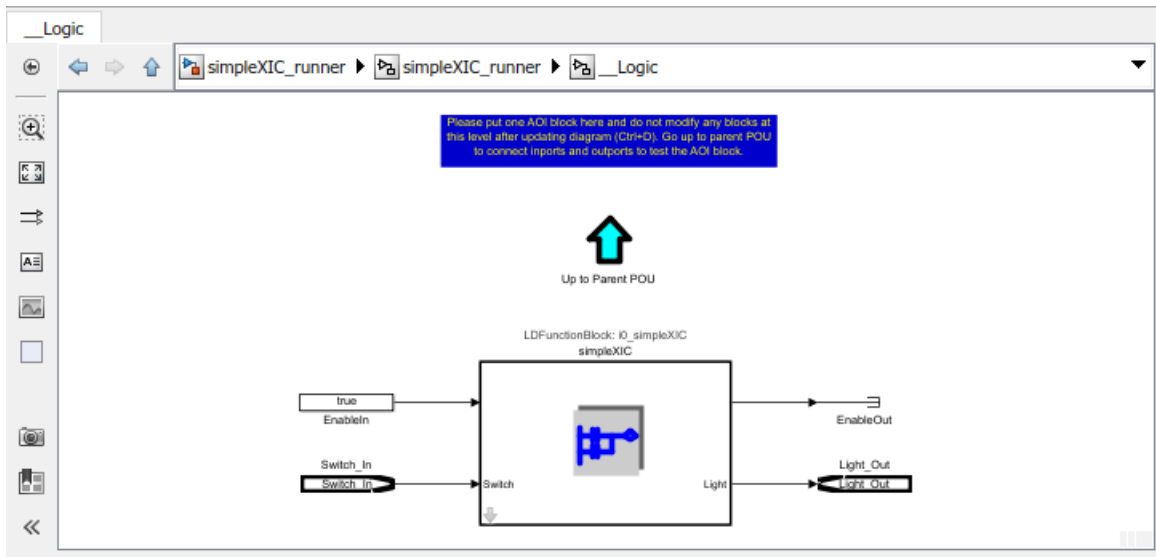 __Logic
simpleXIC_runner simpleXIC_runner __Logic
Please put one AOI block here and do not modify any blocks at
this level after updating diagram (Ctrl+D). Go up to parent POU
to connect inports and outports to test the AOI block.
Up to Parent POU
LDFunctionBlock: i0_simpleXIC
simpleXIC
true
EnableIn
EnableOut
Switch_In
Switch_In
Switch
Light
Light_Out
Light_Out